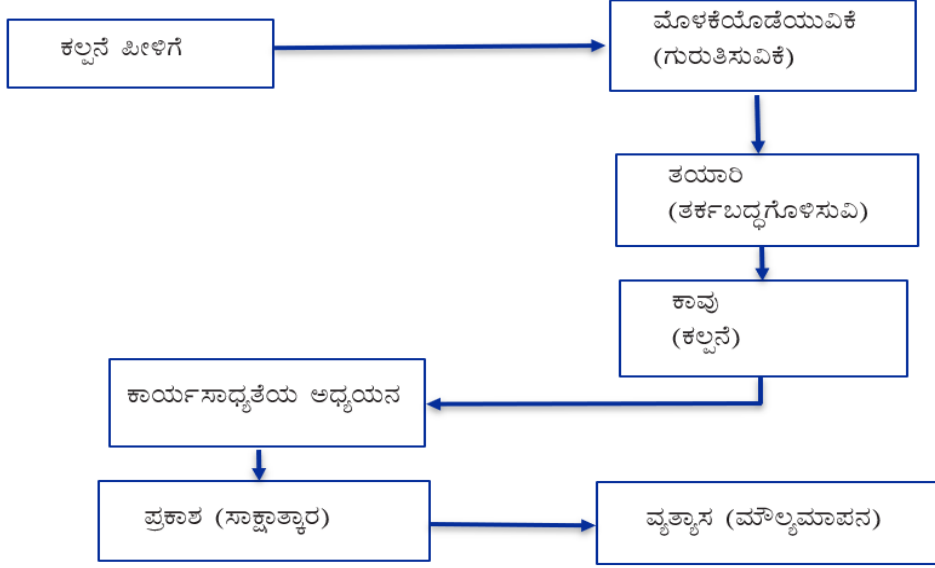 ಕಲ್ಪನೆ ಪೀಳಿಗೆ
ಮೊಳಕೆಯೊಡೆಯುವಿಕೆ
(ಗುರುತಿಸುವಿಕೆ)
ತಯಾರಿ
(ತರ್ಕಬದ್ಧಗೊಳಿಸುವಿ)
ಕಾವು
(ಕಲ್ಪನೆ)
ಕಾರ್ಯಸಾಧ್ಯತೆಯ ಅಧ್ಯಯನ
ಪ್ರಕಾಶ (ಸಾಕ್ಷಾತ್ಕಾರ)
ವ್ಯತ್ಯಾಸ (ಮೌಲ್ಯಮಾಪನ)